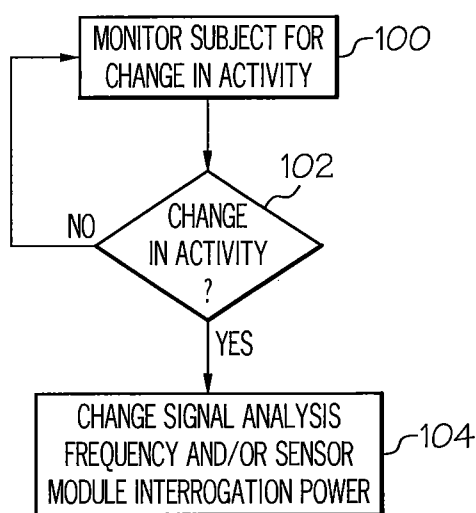 MONITOR SUBJECT FOR
CHANGE IN ACTIVITY
100
102
CHANGE
IN ACTIVITY
?
NO
YES
CHANGE SIGNAL ANALYSIS
FREQUENCY AND/OR SENSOR
MODULE INTERROGATION POWER
104